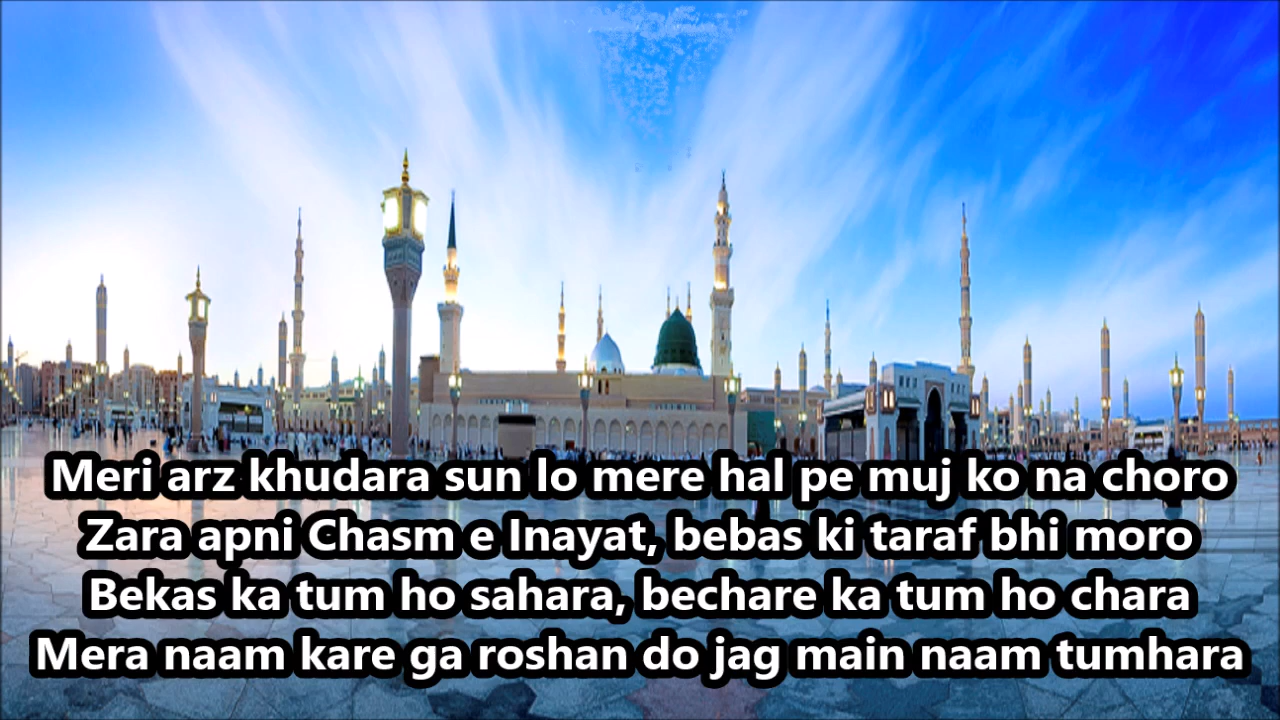 Meri arz khudara sun lo mere hal pe muj ko na choro
Zara apni Chasm e Inayat, bebas ki taraf bhi moro
Bekas ka tum ho sahara, bechare ka tum ho chara
Mera naam kare ga roshan do jag main naam tumhara